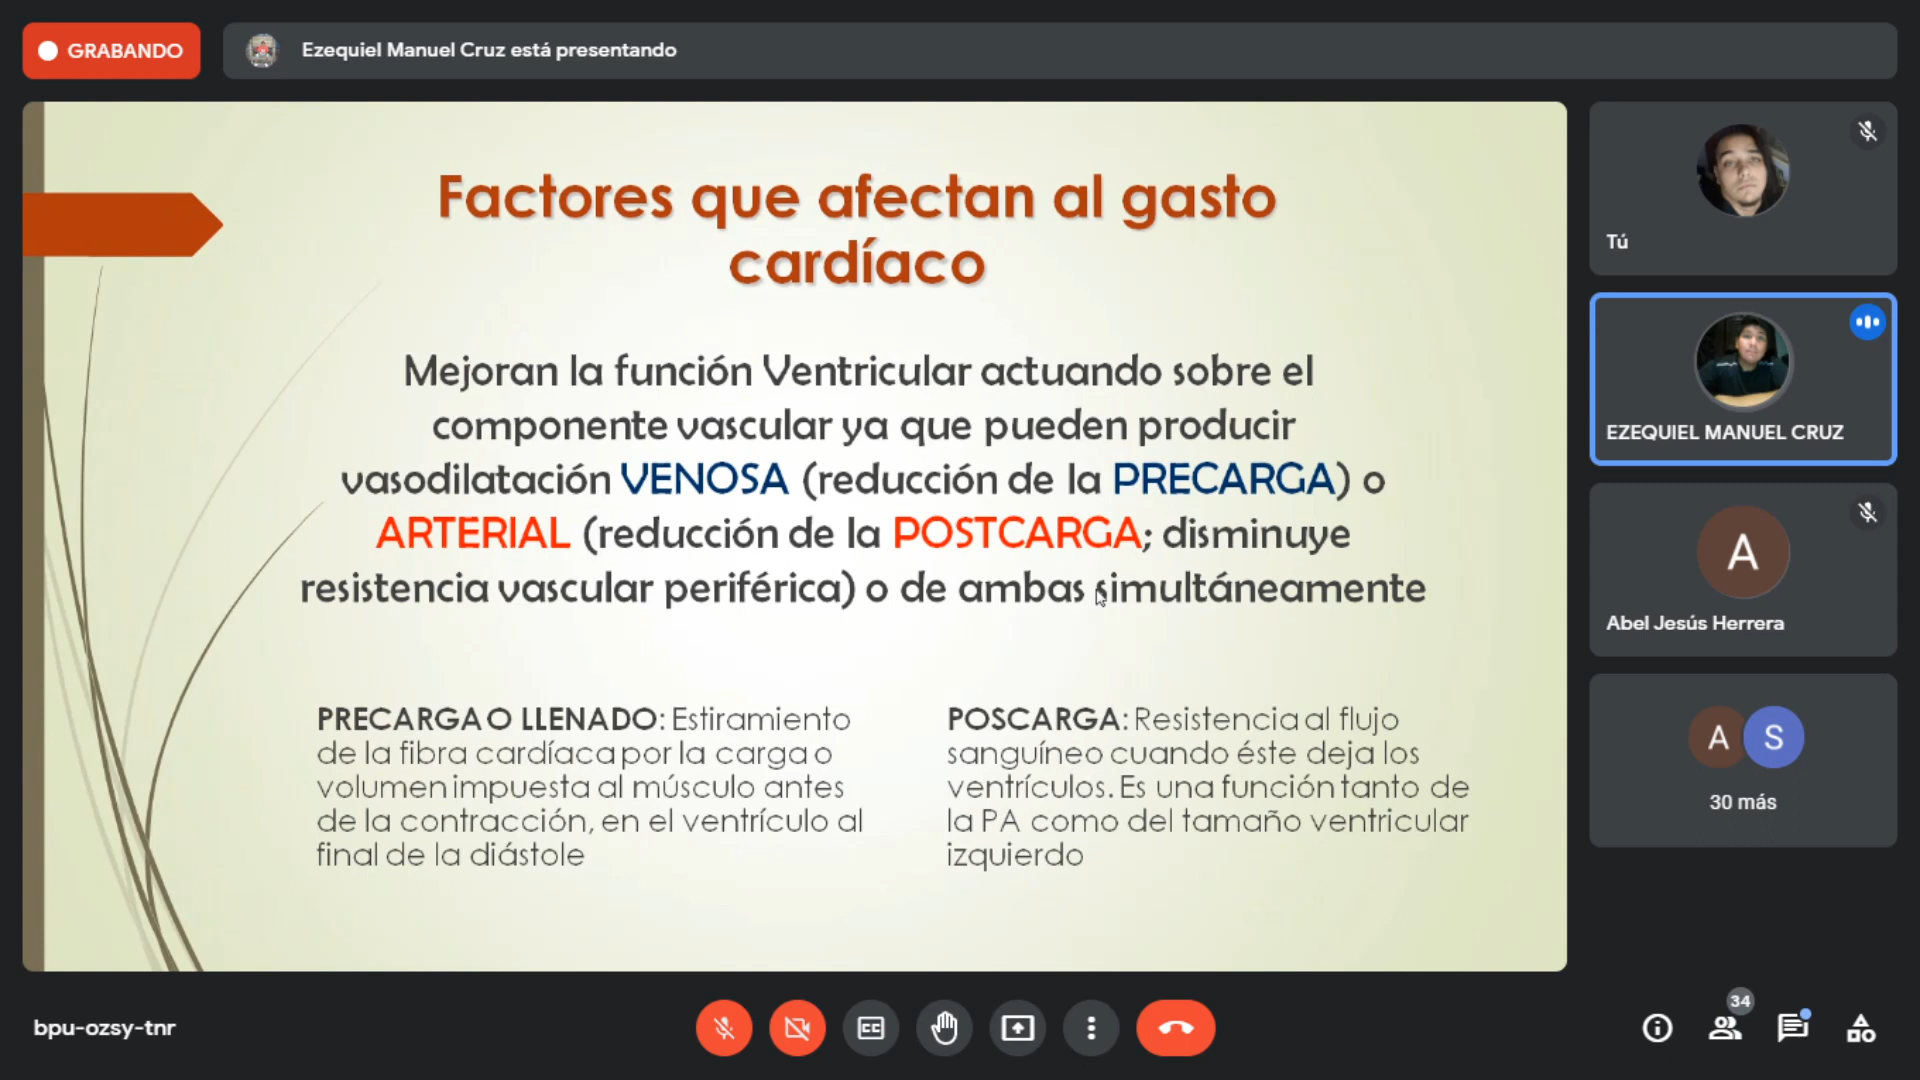 GRABANDO
Ezequiel Manuel Cruz está presentando
Factores que afectan al gasto
cardíaco
Mejoran la función Ventricular actuando sobre el
componente vascular ya que pueden producir
vasodilatación VENOSA (reducción de la PRECARGA) o
ARTERIAL (reducción de la POSTCARGA; disminuye
resistencia vascular periférica) o de ambas simultáneamente
PRECARGA O LLENADO: Estiramiento
de la fibra cardíaca por la carga o
volumen impuesta al músculo antes
de la contracción, en el ventrículo al
final de la diástole
POSCARGA: Resistencia al flujo
sanguíneo cuando éste deja los
ventrículos. Es una función tanto de
la PA como del tamaño ventricular
izquierdo
Tú
EZEQUIEL MANUEL CRUZ
A
Abel Jesús Herrera
A S
30 más
bpu-ozsy-tnr
CC
34